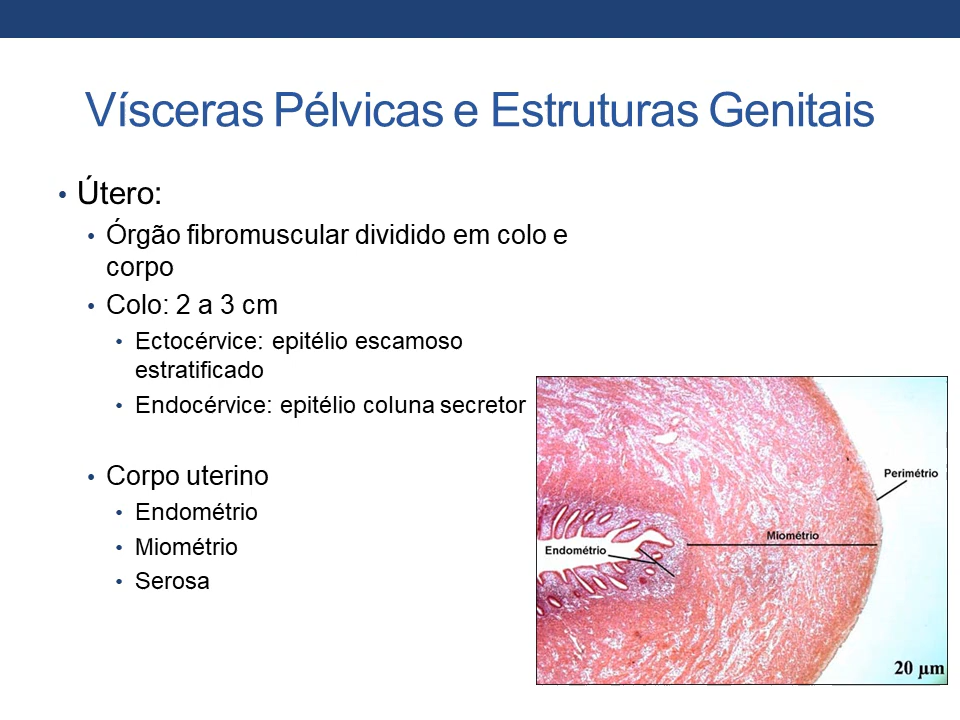 Vísceras Pélvicas e Estruturas Genitais
• Útero:
• Órgão fibromuscular dividido em colo e
corpo
• Colo: 2 a 3 cm
• Ectocérvice: epitélio escamoso
estratificado
• Endocérvice: epitélio coluna secretor
• Corpo uterino
• Endométrio
• Miométrio
• Serosa
Perimétrio
Miométrio
Endométrio
20 µm